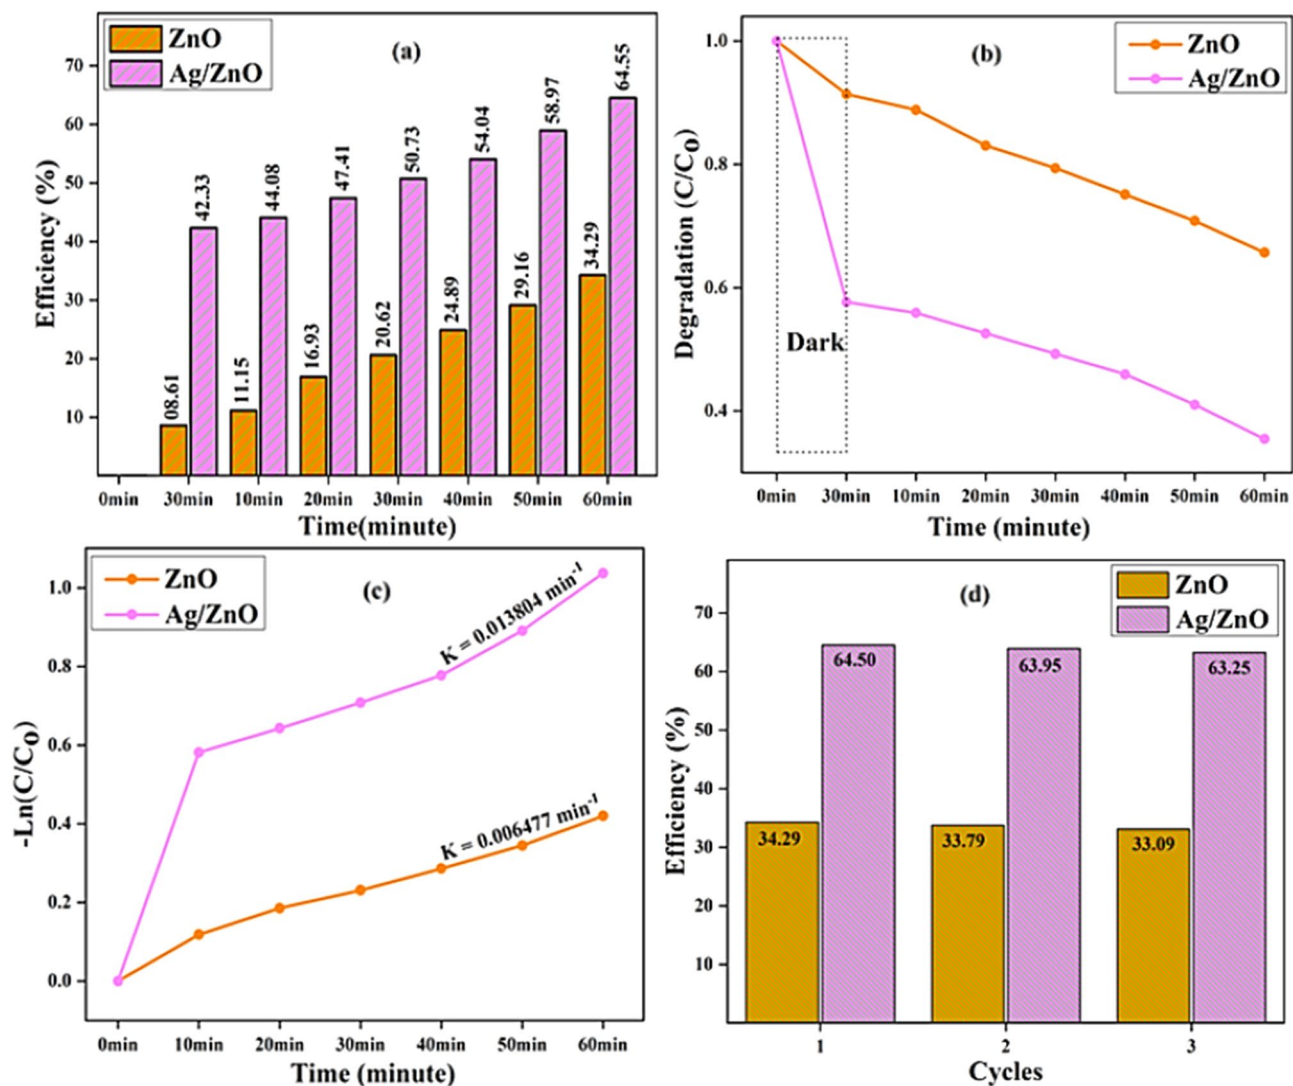 ZnO
Ag/ZnO
(a)
Efficiency (%)
70
60
50
40
30
20
10
08.61
42.33
11.15
44.08
16.93
47.41
20.62
50.73
24.89
54.04
29.16
58.97
34.29
64.55
0min 30min 10min 20min 30min 40min 50min 60min
Time(minute)
(b)
ZnO
Ag/ZnO
Degradation (C/Co)
1.0
0.8
0.6
0.4
Dark
0min 30min 10min 20min 30min 40min 50min 60min
Time (minute)
ZnO
Ag/ZnO
(c)
-Ln(C/Co)
1.0
0.8
0.6
0.4
0.2
0.0
K = 0.013804 min⁻¹
K = 0.006477 min⁻¹
0min 10min 20min 30min 40min 50min 60min
Time (minute)
(d)
ZnO
Ag/ZnO
Efficiency (%)
70
60
50
40
30
20
10
34.29
64.50
33.79
63.95
33.09
63.25
1 2 3
Cycles